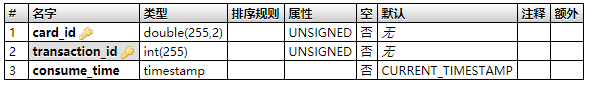 # 名字 类型 排序规则 属性 空 默认 注释 额外
1 card_id double(255,2) UNSIGNED 否 无
2 transaction_id int(255) UNSIGNED 否 无
3 consume_time timestamp 否 CURRENT_TIMESTAMP